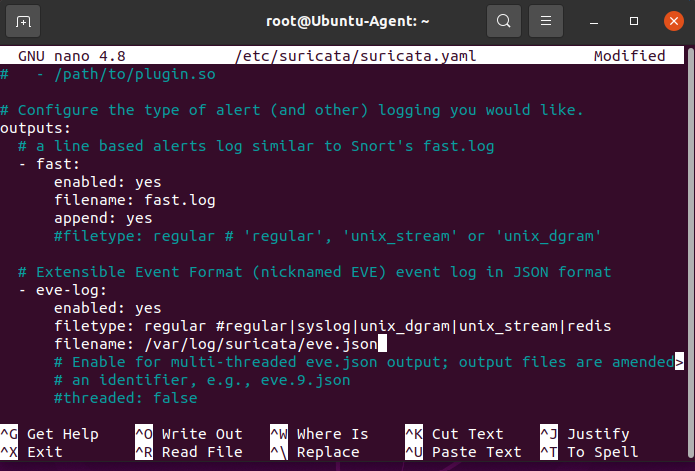 root@Ubuntu-Agent: ~
GNU nano 4.8 /etc/suricata/suricata.yaml Modified
#   - /path/to/plugin.so
# Configure the type of alert (and other) logging you would like.
outputs:
  # a line based alerts log similar to Snort's fast.log
  - fast:
      enabled: yes
      filename: fast.log
      append: yes
      #filetype: regular # 'regular', 'unix_stream' or 'unix_dgram'
  # Extensible Event Format (nicknamed EVE) event log in JSON format
  - eve-log:
      enabled: yes
      filetype: regular #regular|syslog|unix_dgram|unix_stream|redis
      filename: /var/log/suricata/eve.json
      # Enable for multi-threaded eve.json output; output files are amended>
      # an identifier, e.g., eve.9.json
      #threaded: false
^G Get Help ^O Write Out ^W Where Is ^K Cut Text ^J Justify
^X Exit ^R Read File ^\ Replace ^U Paste Text ^T To Spell